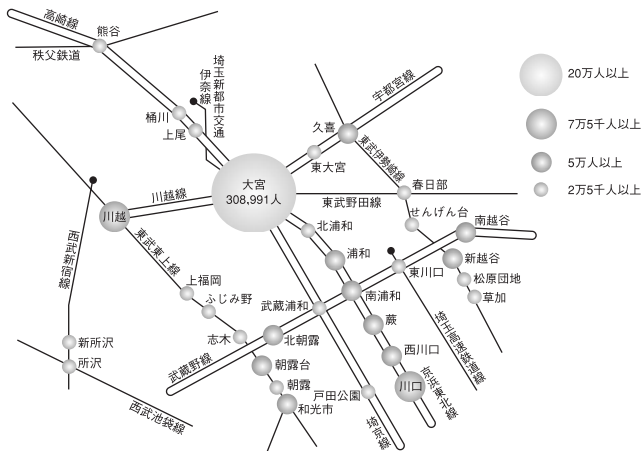 高崎線
熊谷
秩父鉄道
埼玉新都市交通
伊奈線
桶川
上尾
宇都宮線
久喜
東大宮
東武伊勢崎線
20万人以上
7万5千人以上
5万人以上
2万5千人以上
大宮
308,991人
川越線
川越
東武野田線
春日部
せんげん台
北浦和
浦和
南越谷
新越谷
松原団地
草加
東川口
西武新宿線
東武東上線
上福岡
ふじみ野
志木
武蔵浦和
南浦和
埼玉高速鉄道線
北朝霞
蕨
新所沢
所沢
武蔵野線
朝霞台
朝霞
和光市
戸田公園
西川口
川口
京浜東北線
西武池袋線
埼京線